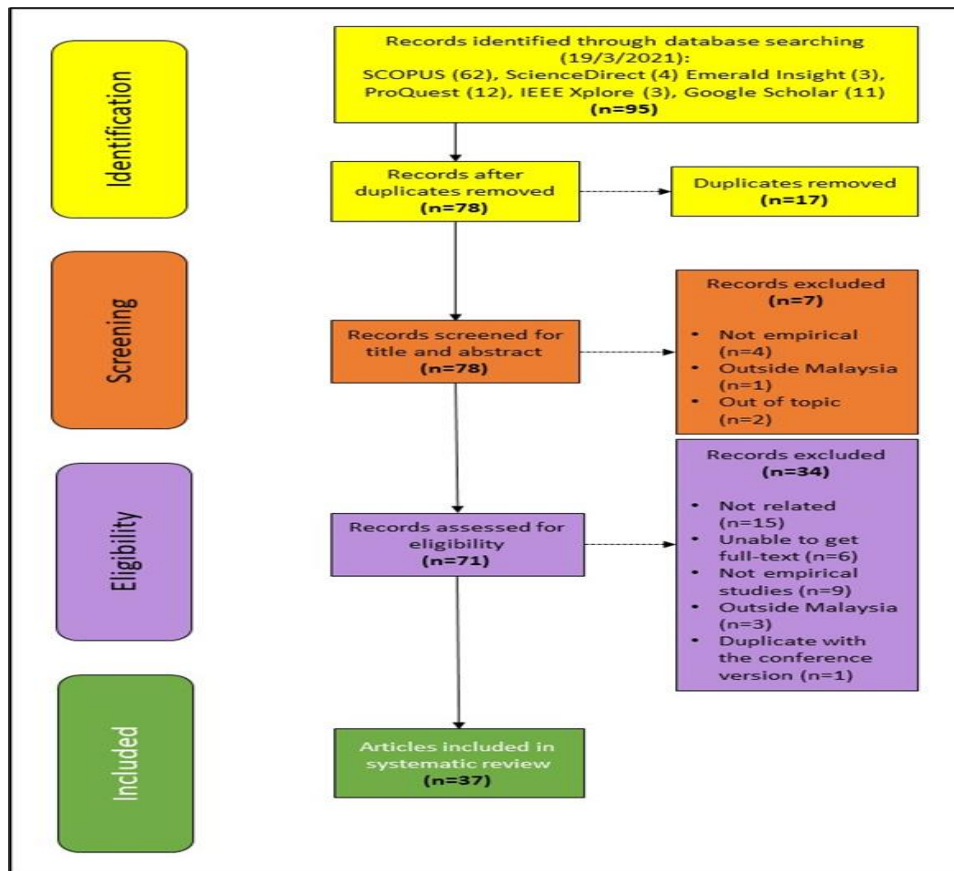 Identification
Records identified through database searching
(19/3/2021):
SCOPUS (62), ScienceDirect (4) Emerald Insight (3),
ProQuest (12), IEEE Xplore (3), Google Scholar (11)
(n=95)
Records after
duplicates removed
(n=78)
Duplicates removed
(n=17)
Screening
Records screened for
title and abstract
(n=78)
Records excluded
(n=7)
• Not empirical
(n=4)
• Outside Malaysia
(n=1)
• Out of topic
(n=2)
Eligibility
Records assessed for
eligibility
(n=71)
Records excluded
(n=34)
• Not related
(n=15)
• Unable to get
full-text (n=6)
• Not empirical
studies (n=9)
• Outside Malaysia
(n=3)
• Duplicate with
the conference
version (n=1)
Included
Articles included in
systematic review
(n=37)